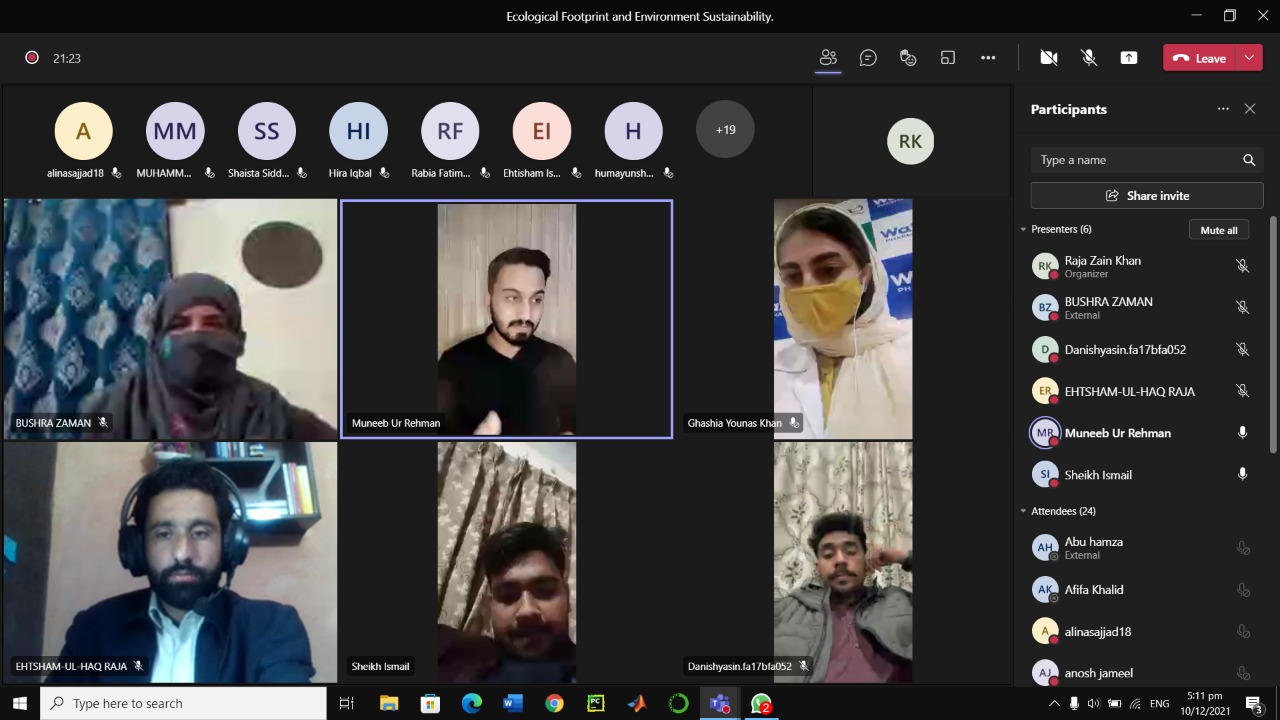 Ecological Footprint and Environment Sustainability.
21:23
Leave
A
MM
SS
HI
RF
EI
H
+19
RK
alinasajjad18
MUHAMM...
Shaista Sidd...
Hira Iqbal
Rabia Fatim...
Ehtisham Is...
humayunsh...
BUSHRA ZAMAN
Muneeb Ur Rehman
Ghashia Younas Khan
EHTSHAM-UL-HAQ RAJA
Sheikh Ismail
Danishyasin.fa17bfa052
Participants
Type a name
Share invite
Presenters (6)
Mute all
RK
Raja Zain Khan
Organizer
BZ
BUSHRA ZAMAN
External
D
Danishyasin.fa17bfa052
ER
EHTSHAM-UL-HAQ RAJA
MR
Muneeb Ur Rehman
SI
Sheikh Ismail
Attendees (24)
AH
Abu hamza
External
AK
Afifa Khalid
A
alinasajjad18
AJ
anosh jameel
Type here to search
2
ENG
5:11 pm
10/12/2021
3